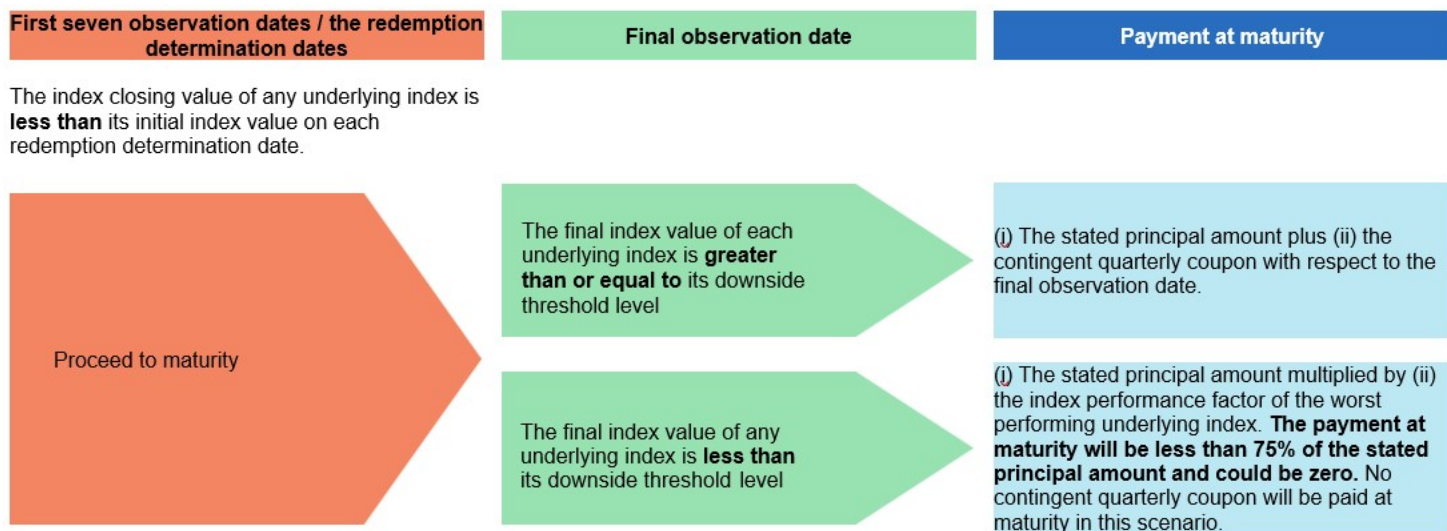 First seven observation dates / the redemption
determination dates
Final observation date
Payment at maturity
The index closing value of any underlying index is
less than its initial index value on each
redemption determination date.
Proceed to maturity
The final index value of each
underlying index is greater
than or equal to its downside
threshold level
(i) The stated principal amount plus (ii) the
contingent quarterly coupon with respect to the
final observation date.
The final index value of any
underlying index is less than
its downside threshold level
(i) The stated principal amount multiplied by (ii)
the index performance factor of the worst
performing underlying index. The payment at
maturity will be less than 75% of the stated
principal amount and could be zero. No
contingent quarterly coupon will be paid at
maturity in this scenario.